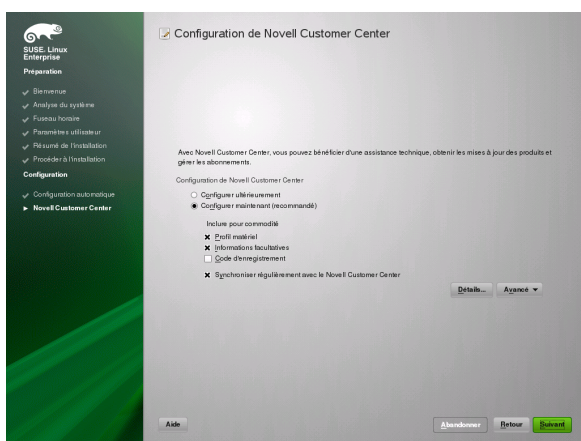 SUSE. Linux
Enterprise
Préparation
Bienvenue
Analyse du système
Fuseau horaire
Paramètres utilisateur
Résumé de l'installation
Procéder à l'installation
Configuration
Configuration automatique
Novell Customer Center
Configuration de Novell Customer Center
Avec Novell Customer Center, vous pouvez bénéficier d'une assistance technique, obtenir les mises à jour des produits et
gérer les abonnements.
Configuration de Novell Customer Center
Configurer ultérieurement
Configurer maintenant (recommandé)
Inclure pour commodité
Profil matériel
Informations facultatives
Code d'enregistrement
Synchroniser régulièrement avec le Novell Customer Center
Détails... Avancé
Aide Abandonner Retour Suivant